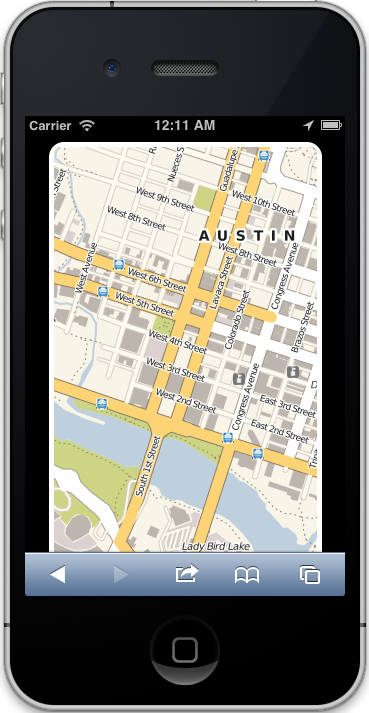 Carrier
12:11 AM
Guadalupe
Nueces S
Street
West 9th Street
West 10th Street
West 8th Street
AUSTIN
West 8th Street
West Avenue
West 6th Street
West 5th Street
Lavaca Street
Congress Avenue
Colorado Street
Brazos Street
West 4th Street
West 3rd Street
West 2nd Street
Congress Avenue
East 3rd Street
East 2nd Street
South 1st Street
Lady Bird Lake